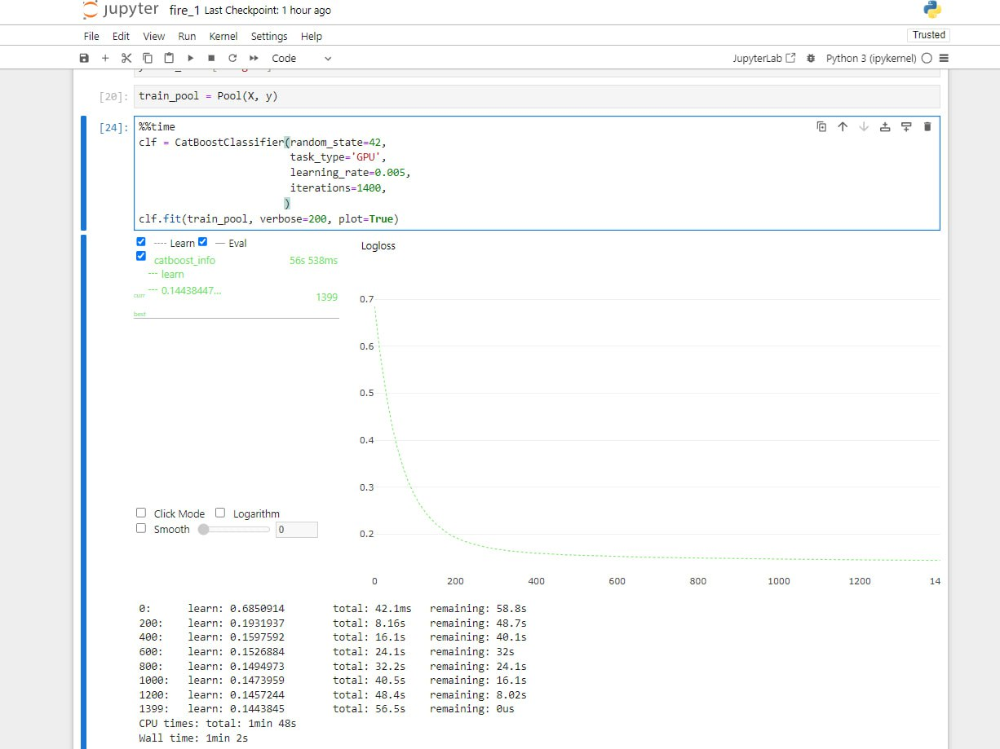 jupyter fire_1 Last Checkpoint: 1 hour ago
File Edit View Run Kernel Settings Help Trusted
Code JupyterLab Python 3 (ipykernel)
[20]: train_pool = Pool(X, y)
[24]: %%time
clf = CatBoostClassifier(random_state=42,
task_type='GPU',
learning_rate=0.005,
iterations=1400,
)
clf.fit(train_pool, verbose=200, plot=True)
---- Learn — Eval
catboost_info 56s 538ms
--- learn
curr --- 0.14438447... 1399
best
Logloss
0.7
0.6
0.5
0.4
0.3
0.2
0 200 400 600 800 1000 1200 14
Click Mode Logarithm
Smooth 0
0: learn: 0.6850914 total: 42.1ms remaining: 58.8s
200: learn: 0.1931937 total: 8.16s remaining: 48.7s
400: learn: 0.1597592 total: 16.1s remaining: 40.1s
600: learn: 0.1526884 total: 24.1s remaining: 32s
800: learn: 0.1494973 total: 32.2s remaining: 24.1s
1000: learn: 0.1473959 total: 40.5s remaining: 16.1s
1200: learn: 0.1457244 total: 48.4s remaining: 8.02s
1399: learn: 0.1443845 total: 56.5s remaining: 0us
CPU times: total: 1min 48s
Wall time: 1min 2s